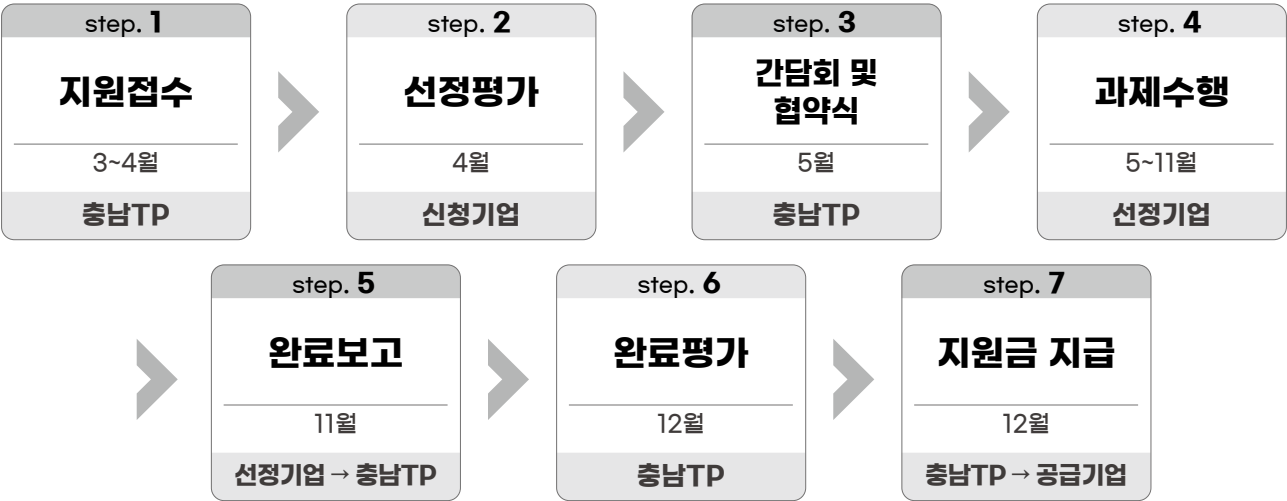 step. 1
지원접수
3~4월
충남TP
step. 2
선정평가
4월
신청기업
step. 3
간담회 및
협약식
5월
충남TP
step. 4
과제수행
5~11월
선정기업
step. 5
완료보고
11월
선정기업 → 충남TP
step. 6
완료평가
12월
충남TP
step. 7
지원금 지급
12월
충남TP → 공급기업